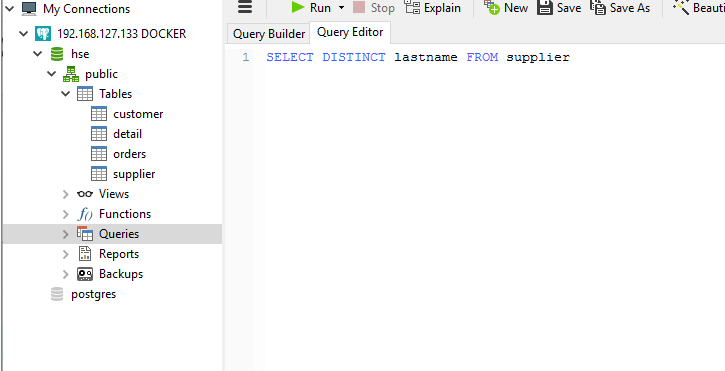 My Connections
192.168.127.133 DOCKER
hse
public
Tables
customer
detail
orders
supplier
Views
f() Functions
Queries
Reports
Backups
postgres
Run Stop Explain New Save Save As
Query Builder Query Editor
1 SELECT DISTINCT lastname FROM supplier